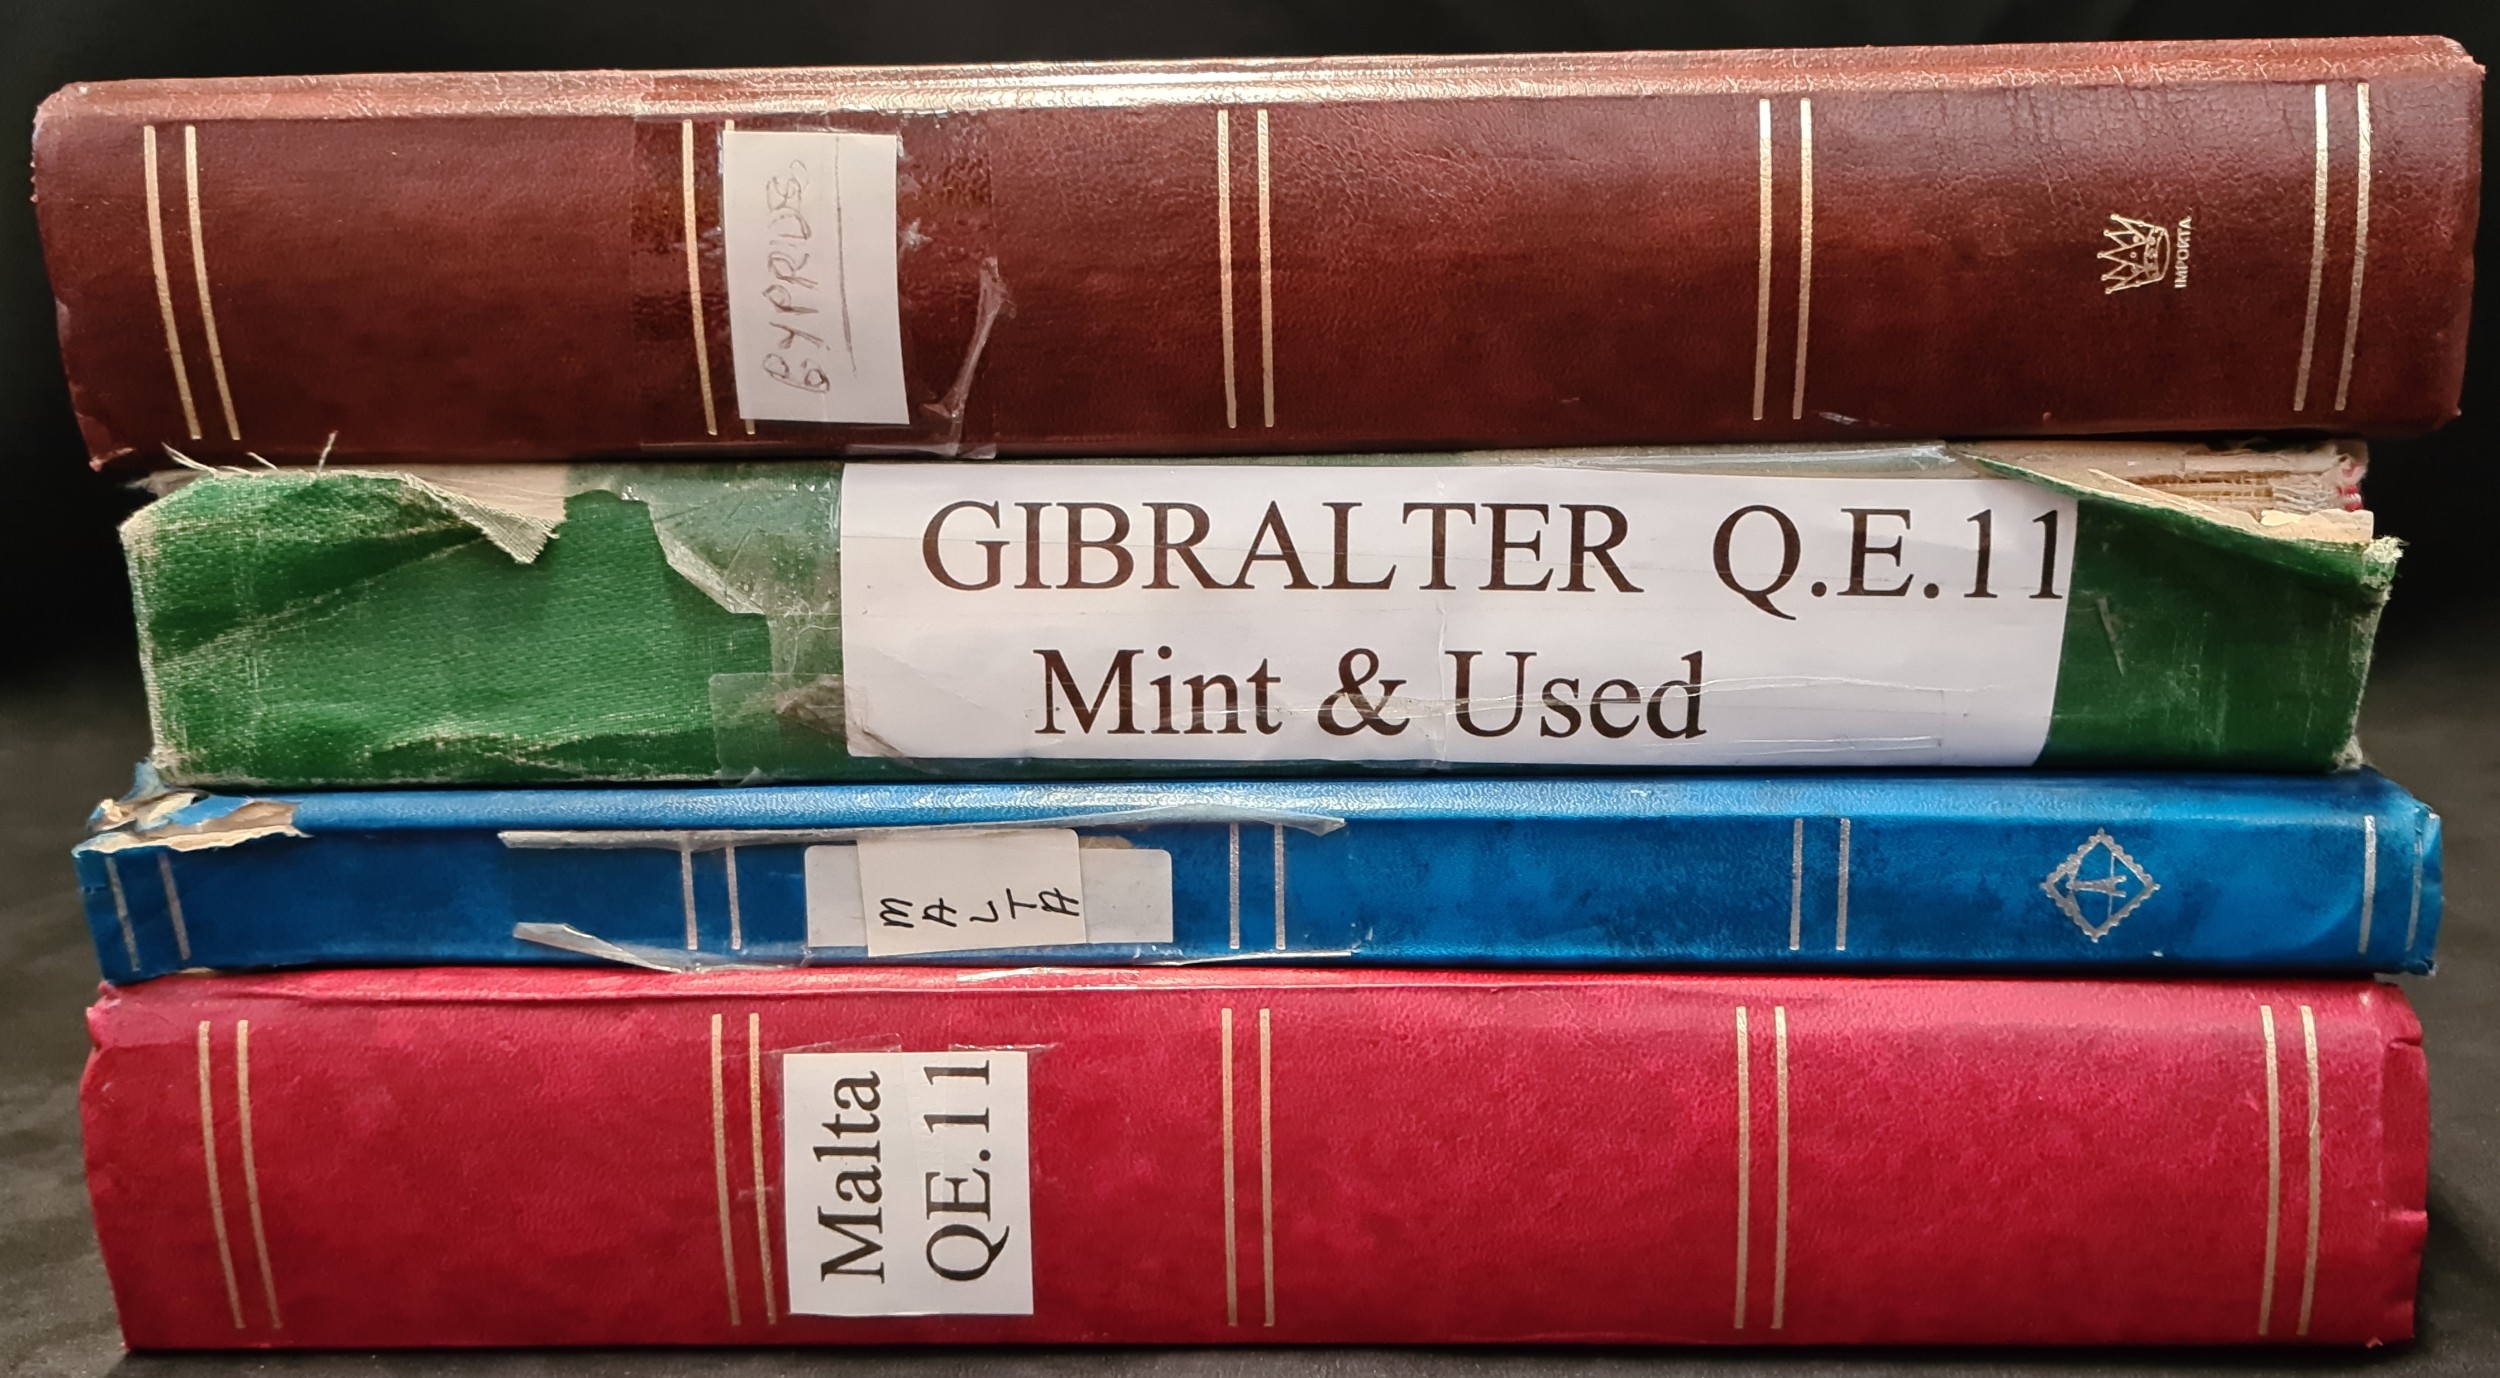 CYPRUS.
IMPORTA
GIBRALTER Q.E.11
Mint & Used
MALTA
Malta
QE.11